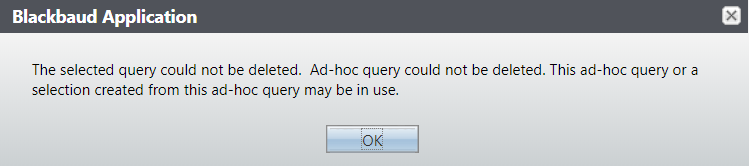 Blackbaud Application
The selected query could not be deleted.  Ad-hoc query could not be deleted. This ad-hoc query or a
selection created from this ad-hoc query may be in use.
OK